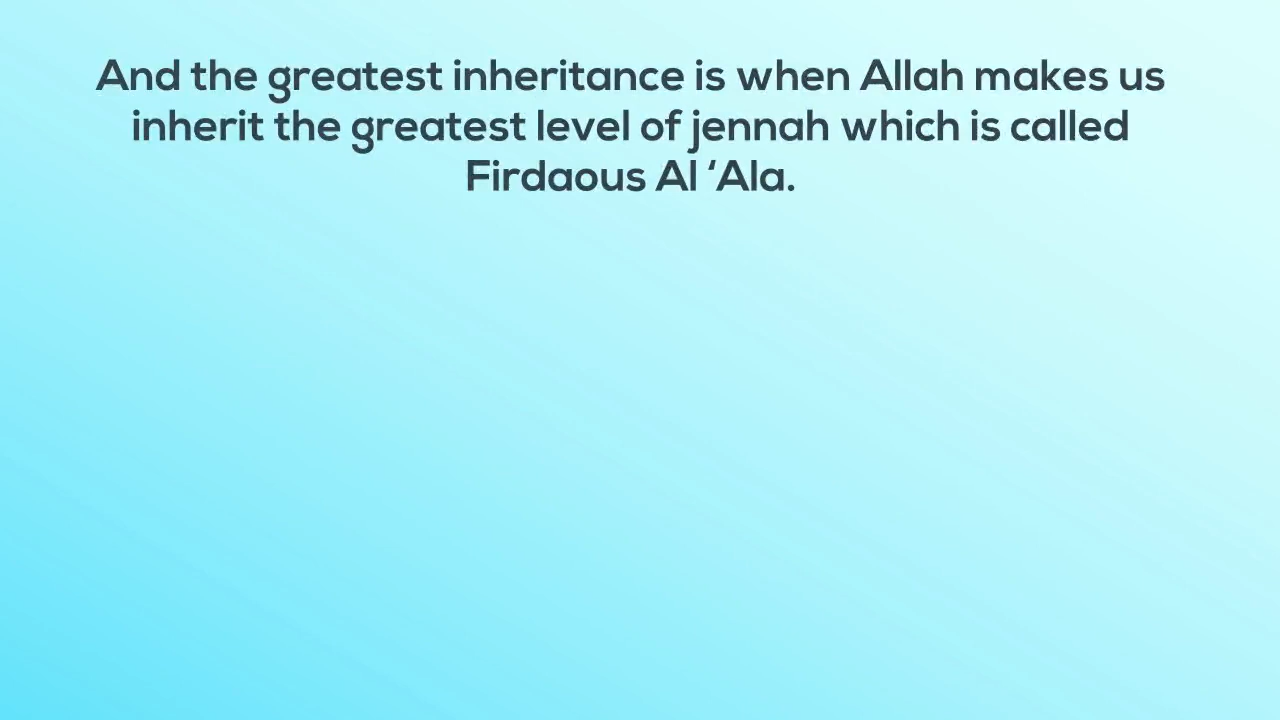 And the greatest inheritance is when Allah makes us
inherit the greatest level of jennah which is called
Firdaous Al ‘Ala.